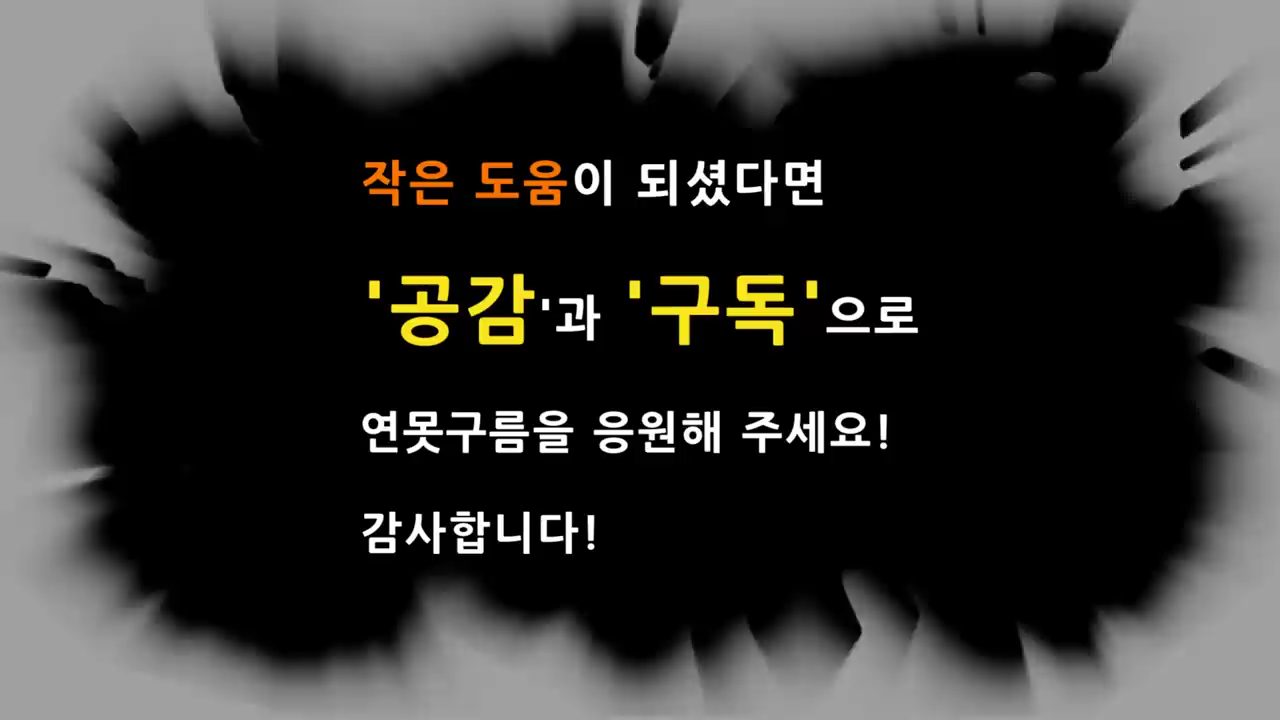 작은 도움이 되셨다면
'공감'과 '구독'으로
연못구름을 응원해 주세요!
감사합니다!